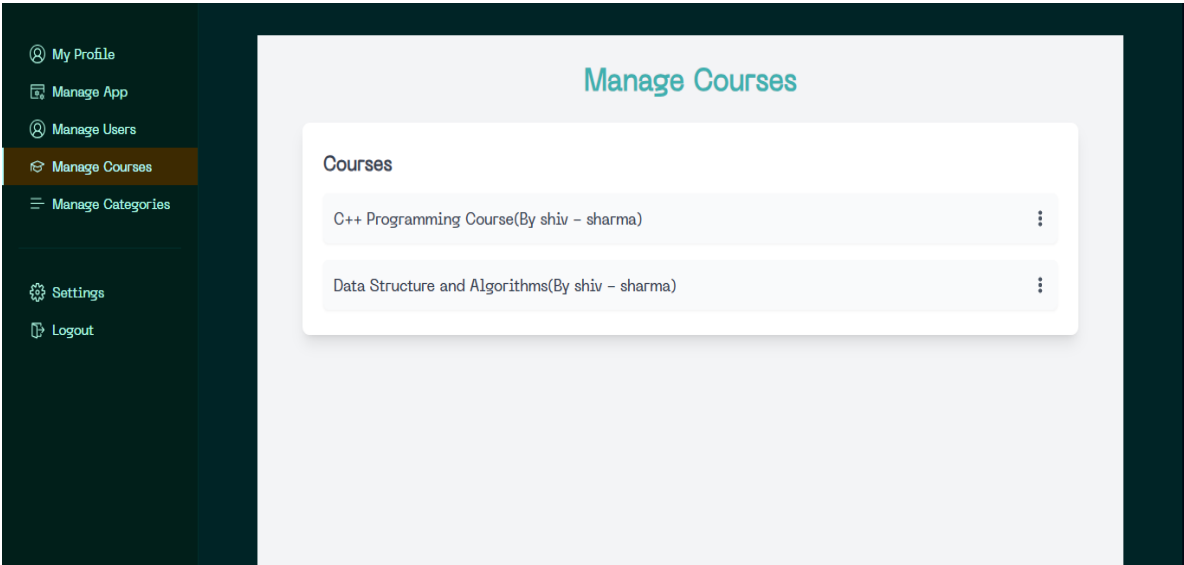 My Profile
Manage App
Manage Users
Manage Courses
Manage Categories
Settings
Logout
Manage Courses
Courses
C++ Programming Course(By shiv - sharma)
Data Structure and Algorithms(By shiv - sharma)